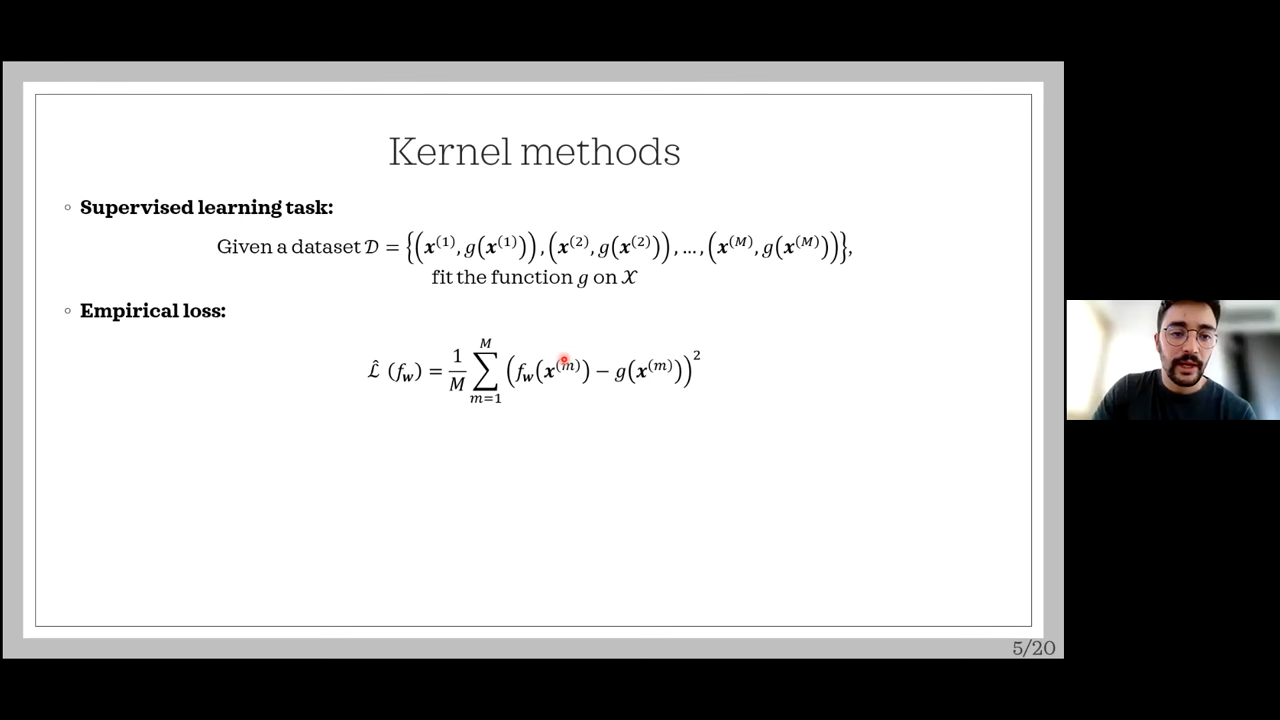 Kernel methods
◦ Supervised learning task:
Given a dataset 𝒟 = {(𝒙⁽¹⁾, g(𝒙⁽¹⁾)), (𝒙⁽²⁾, g(𝒙⁽²⁾)), …, (𝒙⁽ᴹ⁾, g(𝒙⁽ᴹ⁾))},
fit the function g on 𝒳
◦ Empirical loss:
ℒ̂ (f_𝒘) = 1/M ∑_{m=1}^{M} (f_𝒘(𝒙⁽ᵐ⁾) − g(𝒙⁽ᵐ⁾))²
5/20